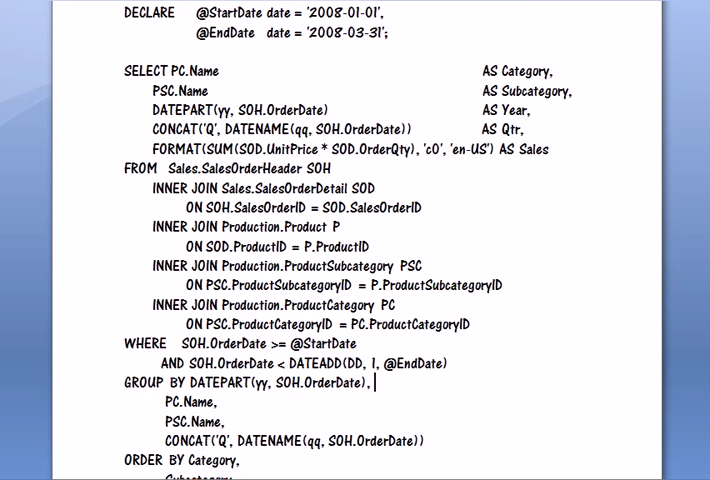 DECLARE @StartDate date = '2008-01-01',
@EndDate date = '2008-03-31';
SELECT PC.Name AS Category,
PSC.Name AS Subcategory,
DATEPART(yy, SOH.OrderDate) AS Year,
CONCAT('Q', DATENAME(qq, SOH.OrderDate)) AS Qtr,
FORMAT(SUM(SOD.UnitPrice * SOD.OrderQty), 'c0', 'en-US') AS Sales
FROM Sales.SalesOrderHeader SOH
INNER JOIN Sales.SalesOrderDetail SOD
ON SOH.SalesOrderID = SOD.SalesOrderID
INNER JOIN Production.Product P
ON SOD.ProductID = P.ProductID
INNER JOIN Production.ProductSubcategory PSC
ON PSC.ProductSubcategoryID = P.ProductSubcategoryID
INNER JOIN Production.ProductCategory PC
ON PSC.ProductCategoryID = PC.ProductCategoryID
WHERE SOH.OrderDate >= @StartDate
AND SOH.OrderDate < DATEADD(DD, 1, @EndDate)
GROUP BY DATEPART(yy, SOH.OrderDate),
PC.Name,
PSC.Name,
CONCAT('Q', DATENAME(qq, SOH.OrderDate))
ORDER BY Category,